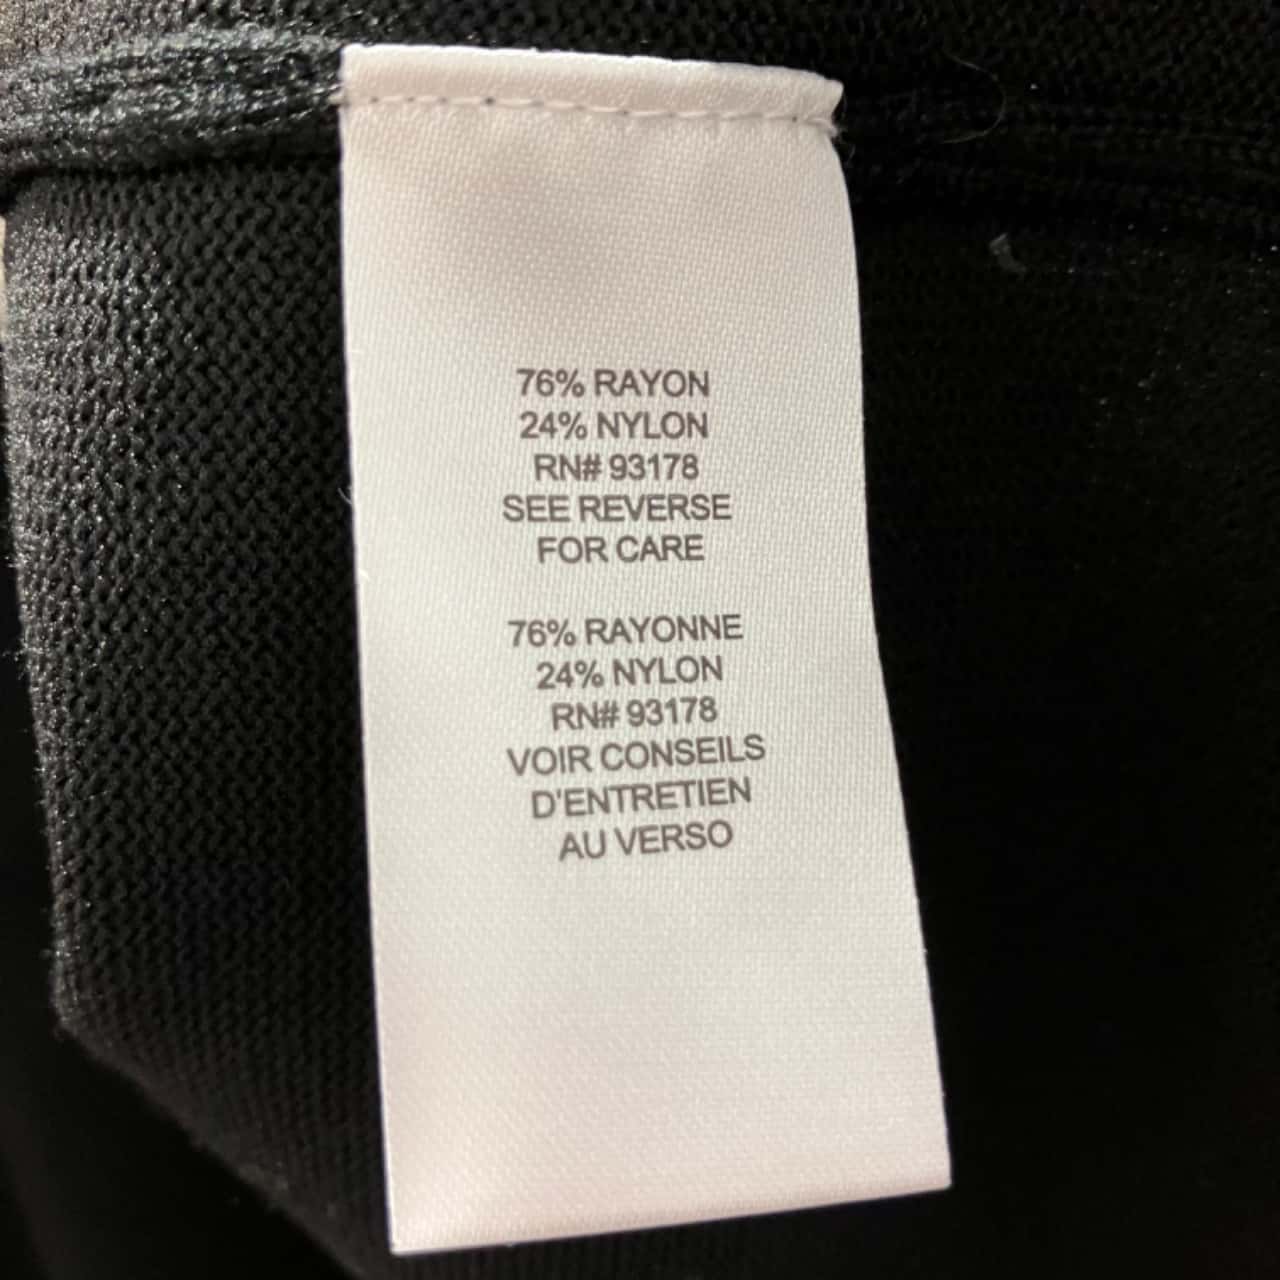 76% RAYON
24% NYLON
RN# 93178
SEE REVERSE
FOR CARE
76% RAYONNE
24% NYLON
RN# 93178
VOIR CONSEILS
D'ENTRETIEN
AU VERSO